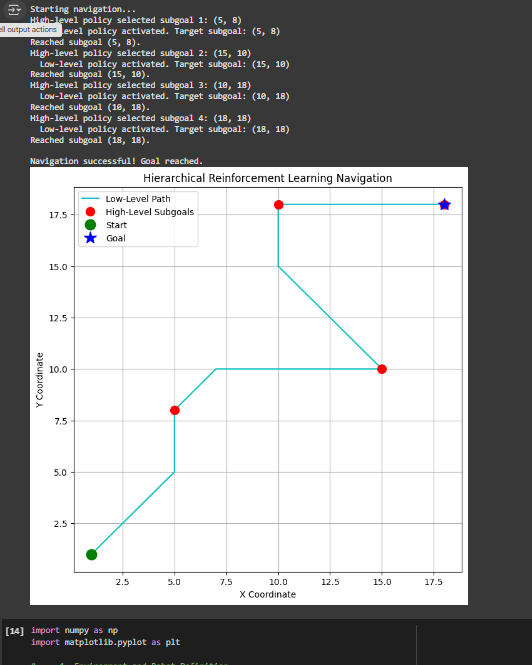 Starting navigation...
High-level policy selected subgoal 1: (5, 8)
ell output actions
policy activated. Target subgoal: (5, 8)
Reached subgoal (5, 8).
High-level policy selected subgoal 2: (15, 10)
Low-level policy activated. Target subgoal: (15, 10)
Reached subgoal (15, 10).
High-level policy selected subgoal 3: (10, 18)
Low-level policy activated. Target subgoal: (10, 18)
Reached subgoal (10, 18).
High-level policy selected subgoal 4: (18, 18)
Low-level policy activated. Target subgoal: (18, 18)
Reached subgoal (18, 18).
Navigation successful! Goal reached.
Hierarchical Reinforcement Learning Navigation
Low-Level Path
High-Level Subgoals
Start
Goal
17.5
15.0
12.5
10.0
7.5
5.0
2.5
Y Coordinate
2.5 5.0 7.5 10.0 12.5 15.0 17.5
X Coordinate
[14] import numpy as np
import matplotlib.pyplot as plt